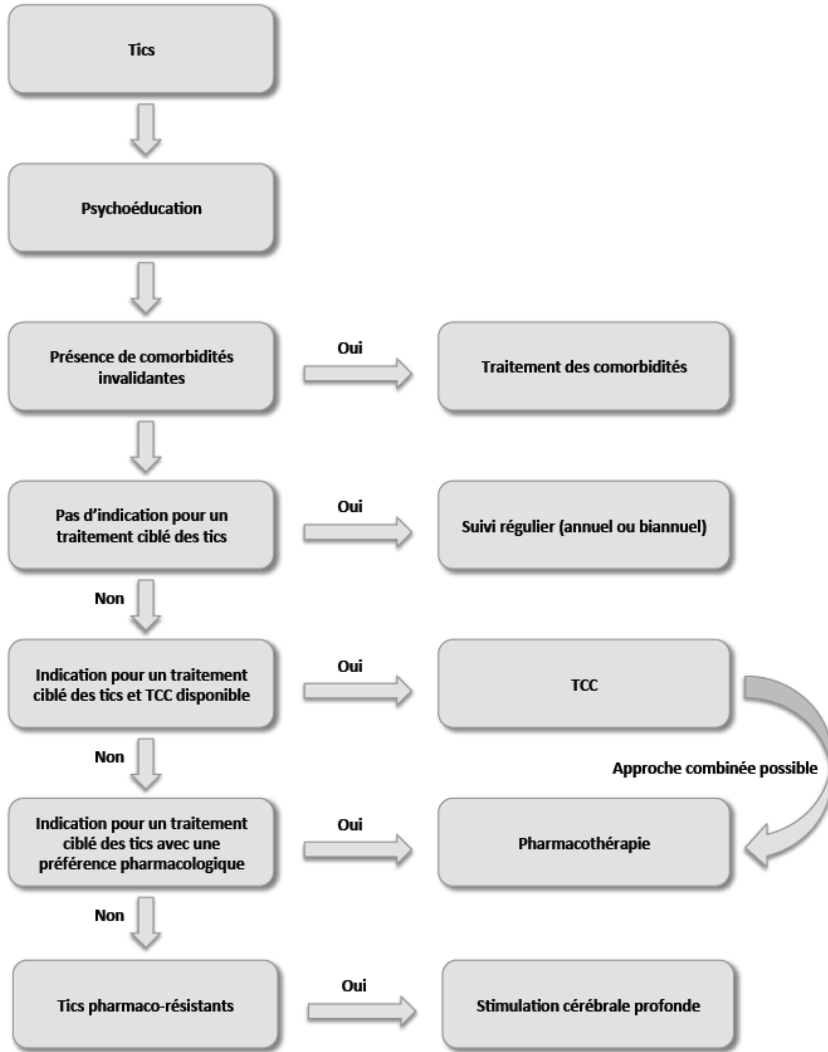 Tics
Psychoéducation
Présence de comorbidités
invalidantes
Oui
Traitement des comorbidités
Pas d'indication pour un
traitement ciblé des tics
Oui
Suivi régulier (annuel ou biannuel)
Non
Indication pour un traitement
ciblé des tics et TCC disponible
Oui
TCC
Non
Approche combinée possible
Indication pour un traitement
ciblé des tics avec une
préférence pharmacologique
Oui
Pharmacothérapie
Non
Tics pharmaco-résistants
Oui
Stimulation cérébrale profonde